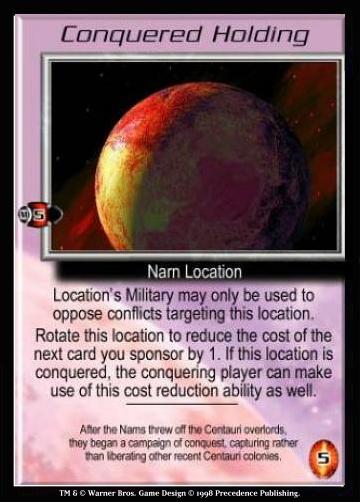 Conquered Holding
M 5
Narn Location
Location's Military may only be used to
oppose conflicts targeting this location.
Rotate this location to reduce the cost of the
next card you sponsor by 1. If this location is
conquered, the conquering player can make
use of this cost reduction ability as well.
After the Narns threw off the Centauri overlords,
they began a campaign of conquest, capturing rather
than liberating other recent Centauri colonies.
5
TM & © Warner Bros. Game Design © 1998 Precedence Publishing.